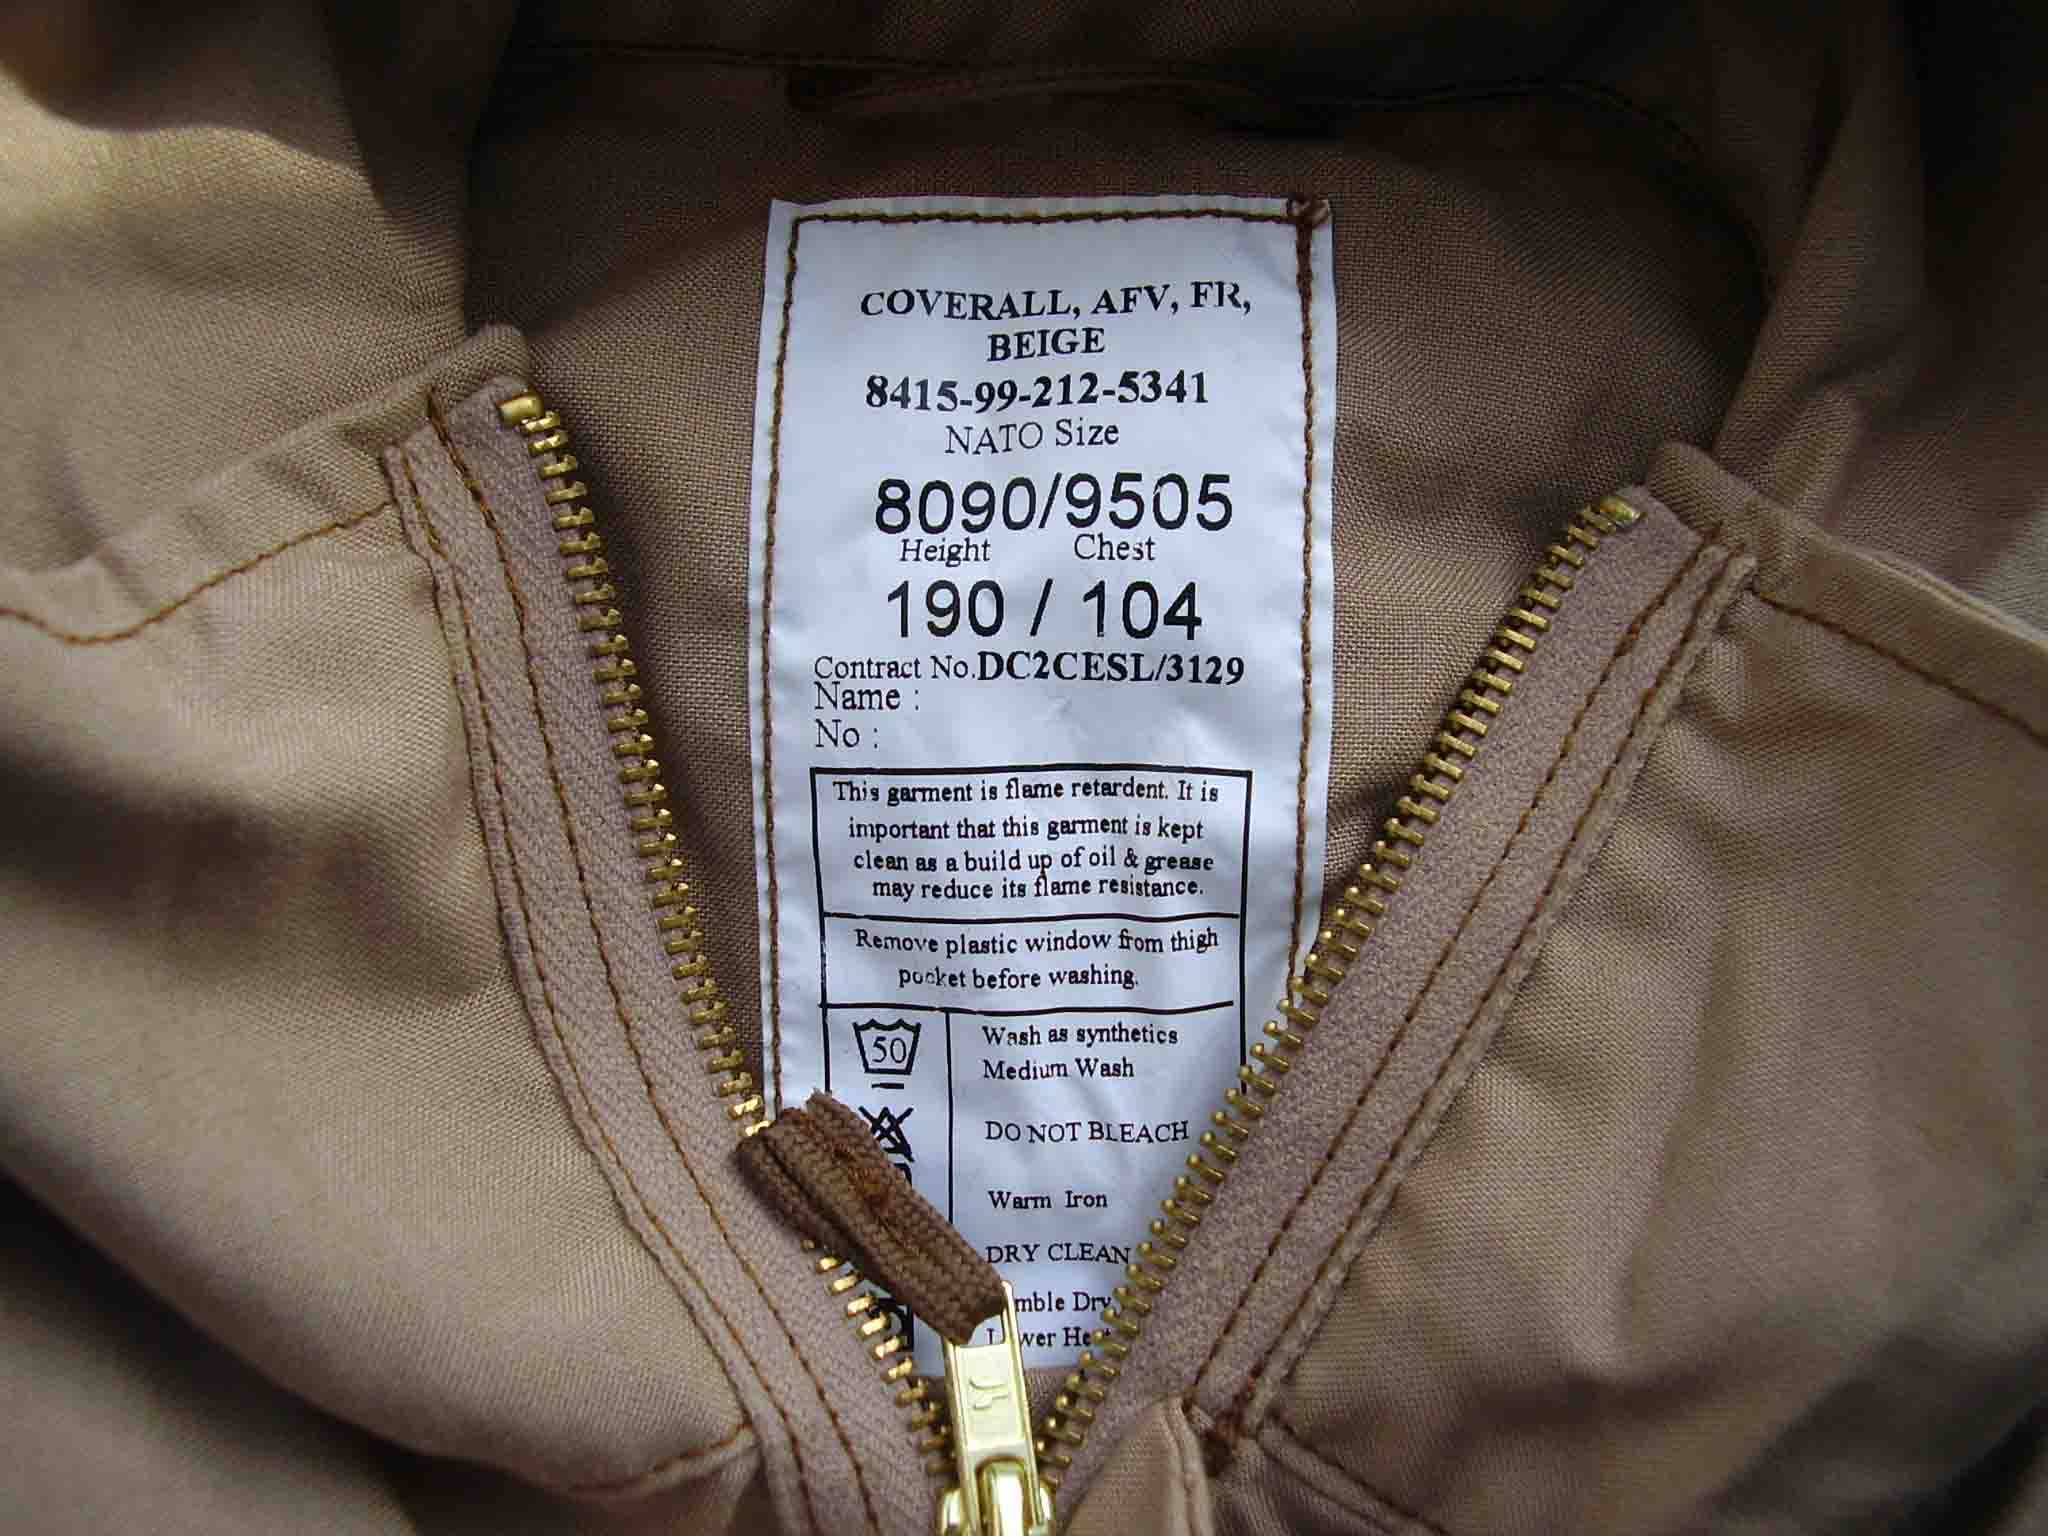 COVERALL, AFV, FR,
BEIGE
8415-99-212-5341
NATO Size
8090/9505
Height Chest
190 / 104
Contract No.DC2CESL/3129
Name :
No :
This garment is flame retardent. It is
important that this garment is kept
clean as a build up of oil & grease
may reduce its flame resistance.
Remove plastic window from thigh
pocket before washing.
50
Wash as synthetics
Medium Wash
DO NOT BLEACH
Warm Iron
DRY CLEAN
Dry